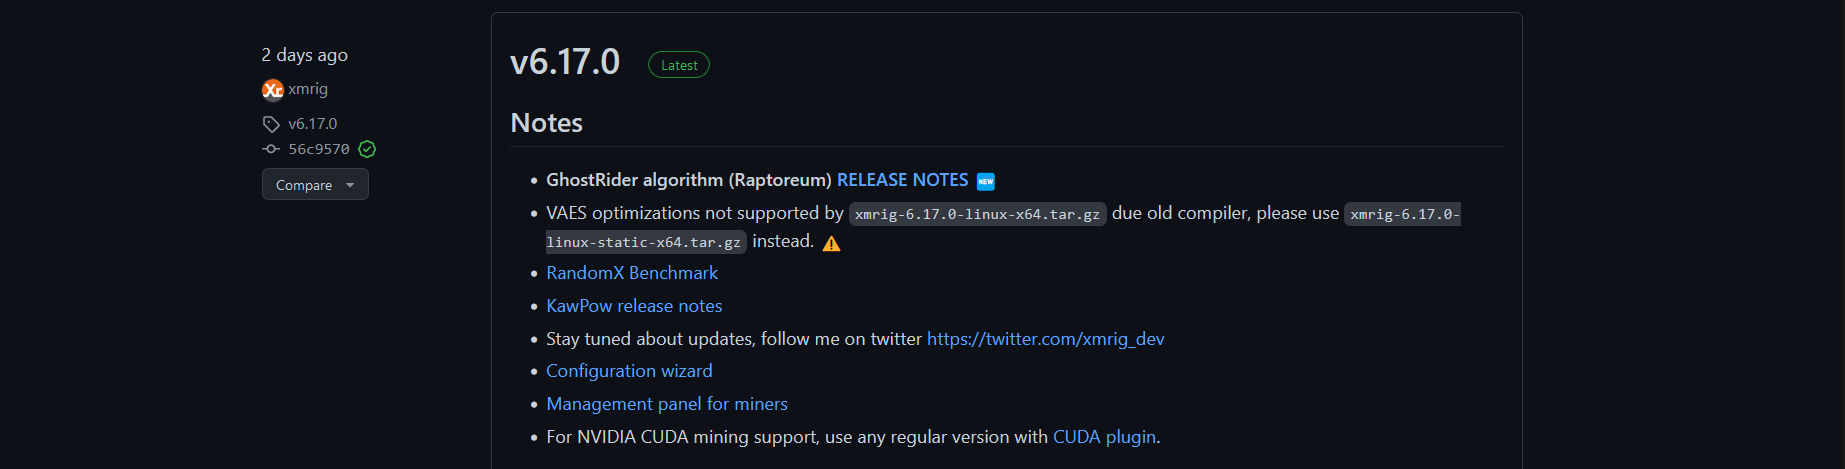 2 days ago
xmrig
v6.17.0
56c9570
Compare
v6.17.0 Latest
Notes
GhostRider algorithm (Raptoreum) RELEASE NOTES NEW
VAES optimizations not supported by xmrig-6.17.0-linux-x64.tar.gz due old compiler, please use xmrig-6.17.0-
linux-static-x64.tar.gz instead. ⚠️
RandomX Benchmark
KawPow release notes
Stay tuned about updates, follow me on twitter https://twitter.com/xmrig_dev
Configuration wizard
Management panel for miners
For NVIDIA CUDA mining support, use any regular version with CUDA plugin.